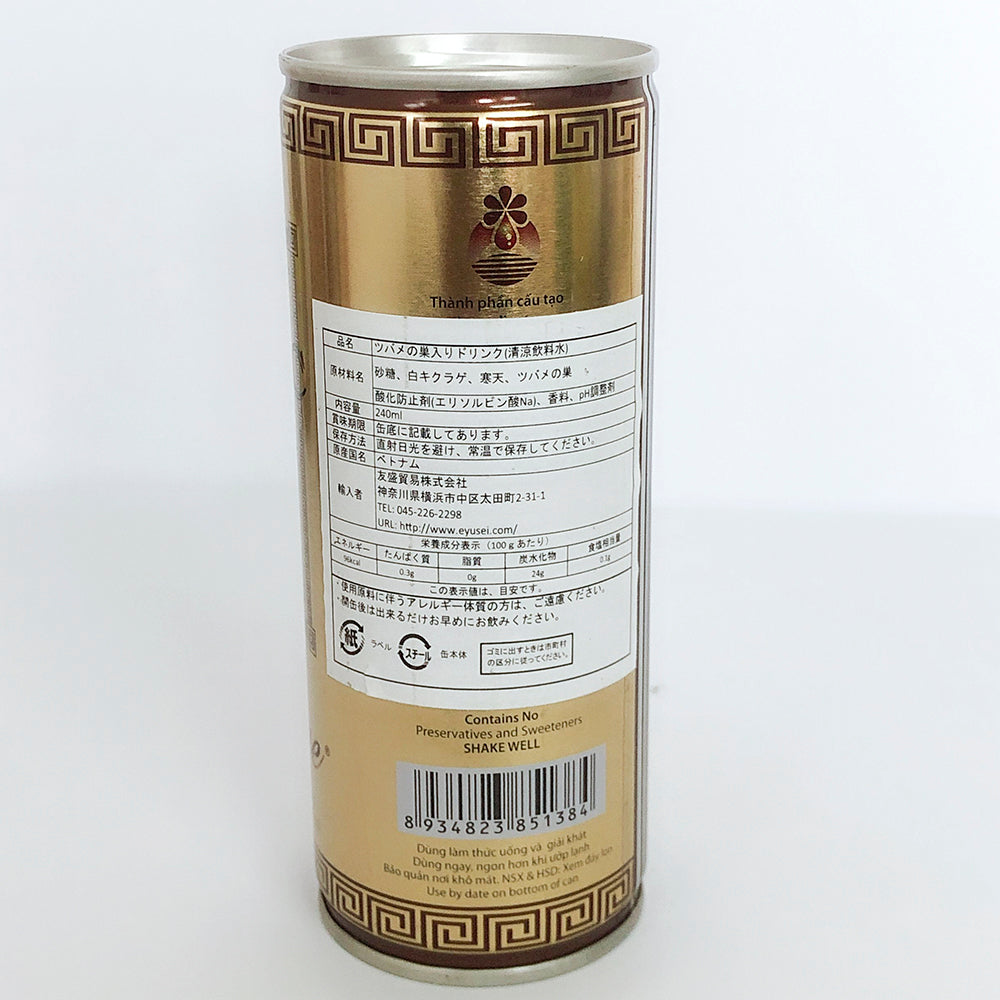 Thành phần cấu tạo
品名 ツバメの巣入りドリンク(清涼飲料水)
原材料名 砂糖、白キクラゲ、寒天、ツバメの巣
酸化防止剤(エリソルビン酸Na)、香料、pH調整剤
内容量 240ml
賞味期限 缶底に記載してあります。
保存方法 直射日光を避け、常温で保存してください。
原産国名 ベトナム
輸入者 友盛貿易株式会社
神奈川県横浜市中区太田町2-31-1
TEL: 045-226-2298
URL: http://www.eyusei.com/
栄養成分表示(100gあたり)
エネルギー たんぱく質 脂質 炭水化物 食塩相当量
96kcal 0.3g 0g 24g 0.1g
この表示値は、目安です。
・使用原料に伴うアレルギー体質の方は、ご遠慮ください。
・開缶後は出来るだけお早めにお飲みください。
紙 ラベル スチール 缶本体
ゴミに出すときは市町村
の区分に従ってください。
Contains No
Preservatives and Sweeteners
SHAKE WELL
8 934823 851384
Dùng làm thức uống và giải khát
Dùng ngay, ngon hơn khi ướp lạnh
Bảo quản nơi khô mát. NSX & HSD: Xem đáy lon
Use by date on bottom of can